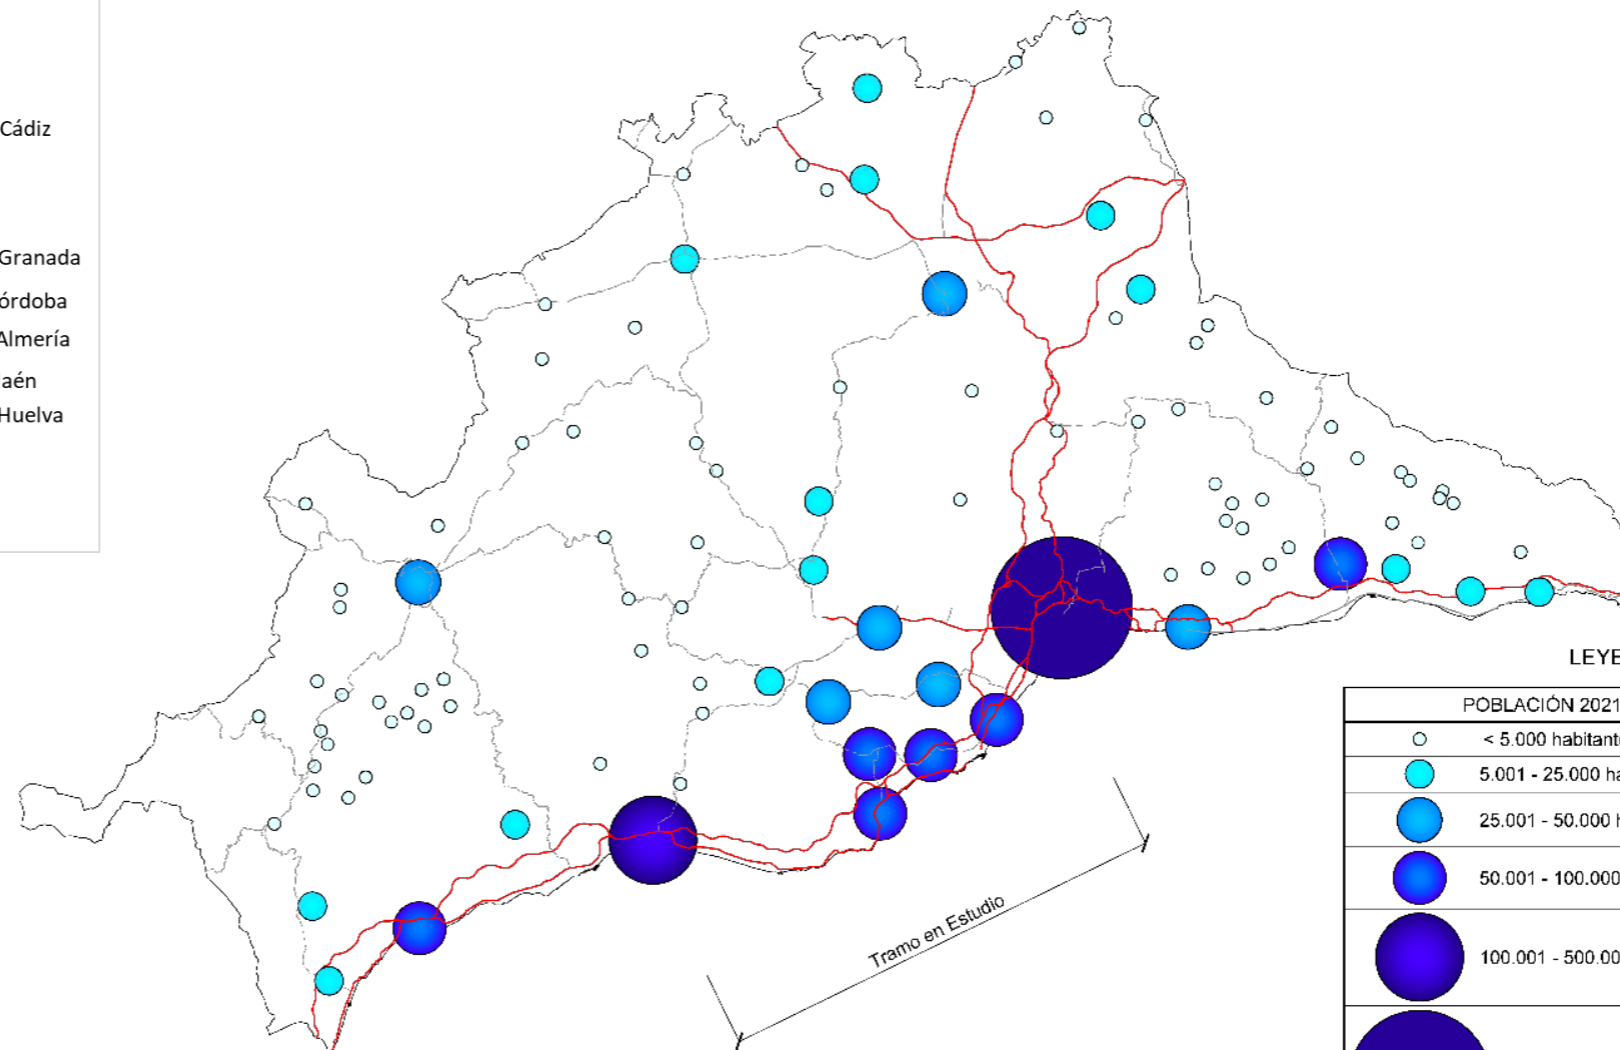 Cádiz
Granada
órdoba
Almería
aén
Huelva
Tramo en Estudio
LEYE
POBLACIÓN 2021
< 5.000 habitant
5.001 - 25.000 ha
25.001 - 50.000 h
50.001 - 100.000
100.001 - 500.00